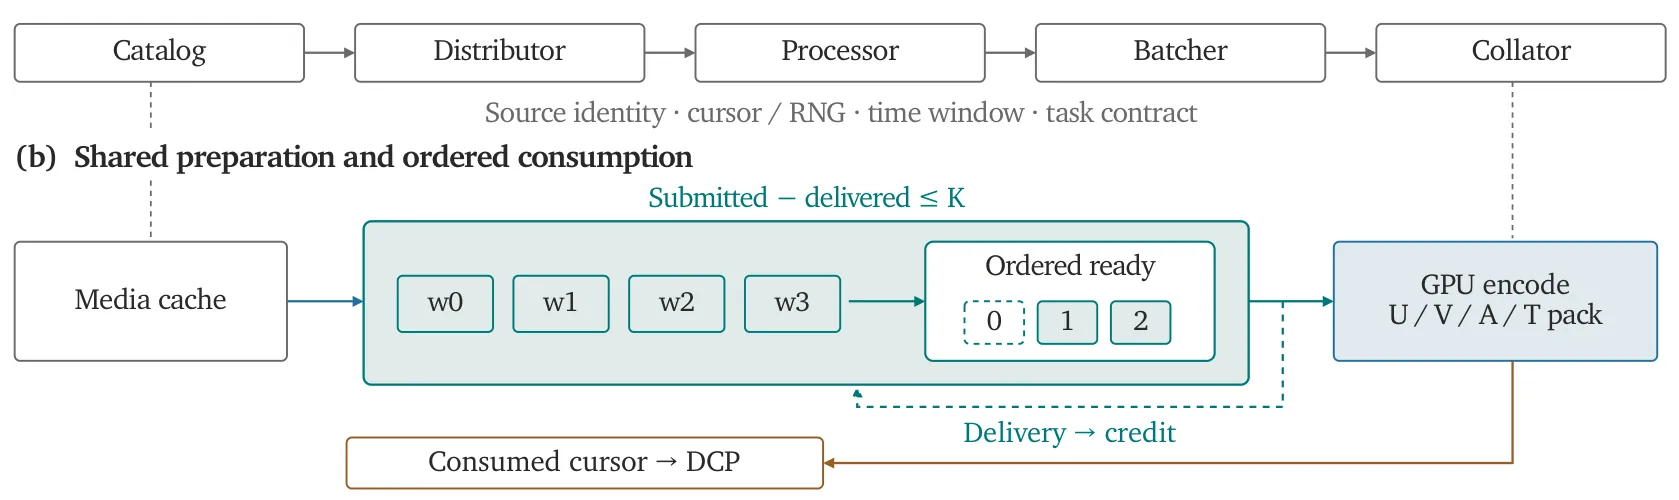 Catalog
Distributor
Processor
Batcher
Collator
Source identity · cursor / RNG · time window · task contract
(b) Shared preparation and ordered consumption
Submitted − delivered ≤ K
Media cache
w0
w1
w2
w3
Ordered ready
0
1
2
GPU encode
U / V / A / T pack
Delivery → credit
Consumed cursor → DCP